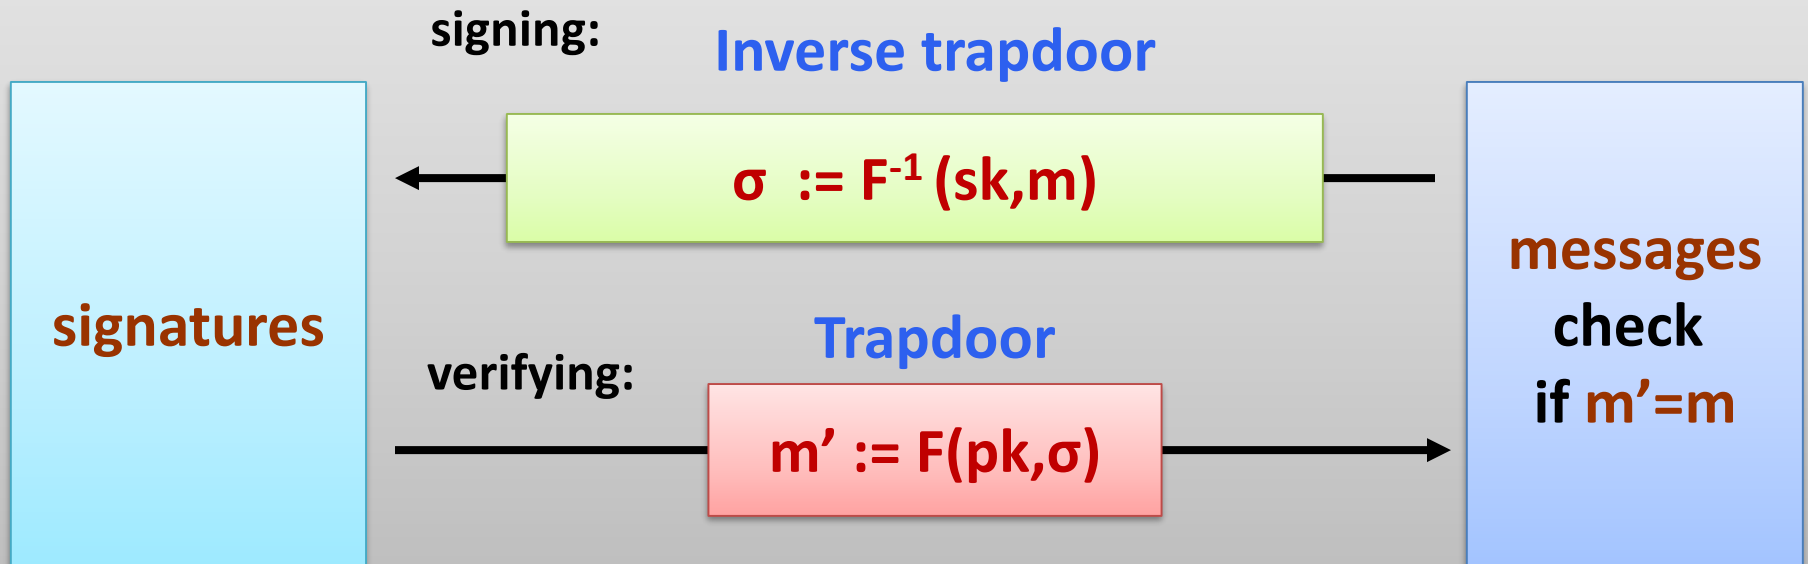 signing:
Inverse trapdoor
σ := F⁻¹ (sk,m)
signatures
messages
check
if m’=m
Trapdoor
verifying:
m’ := F(pk,σ)